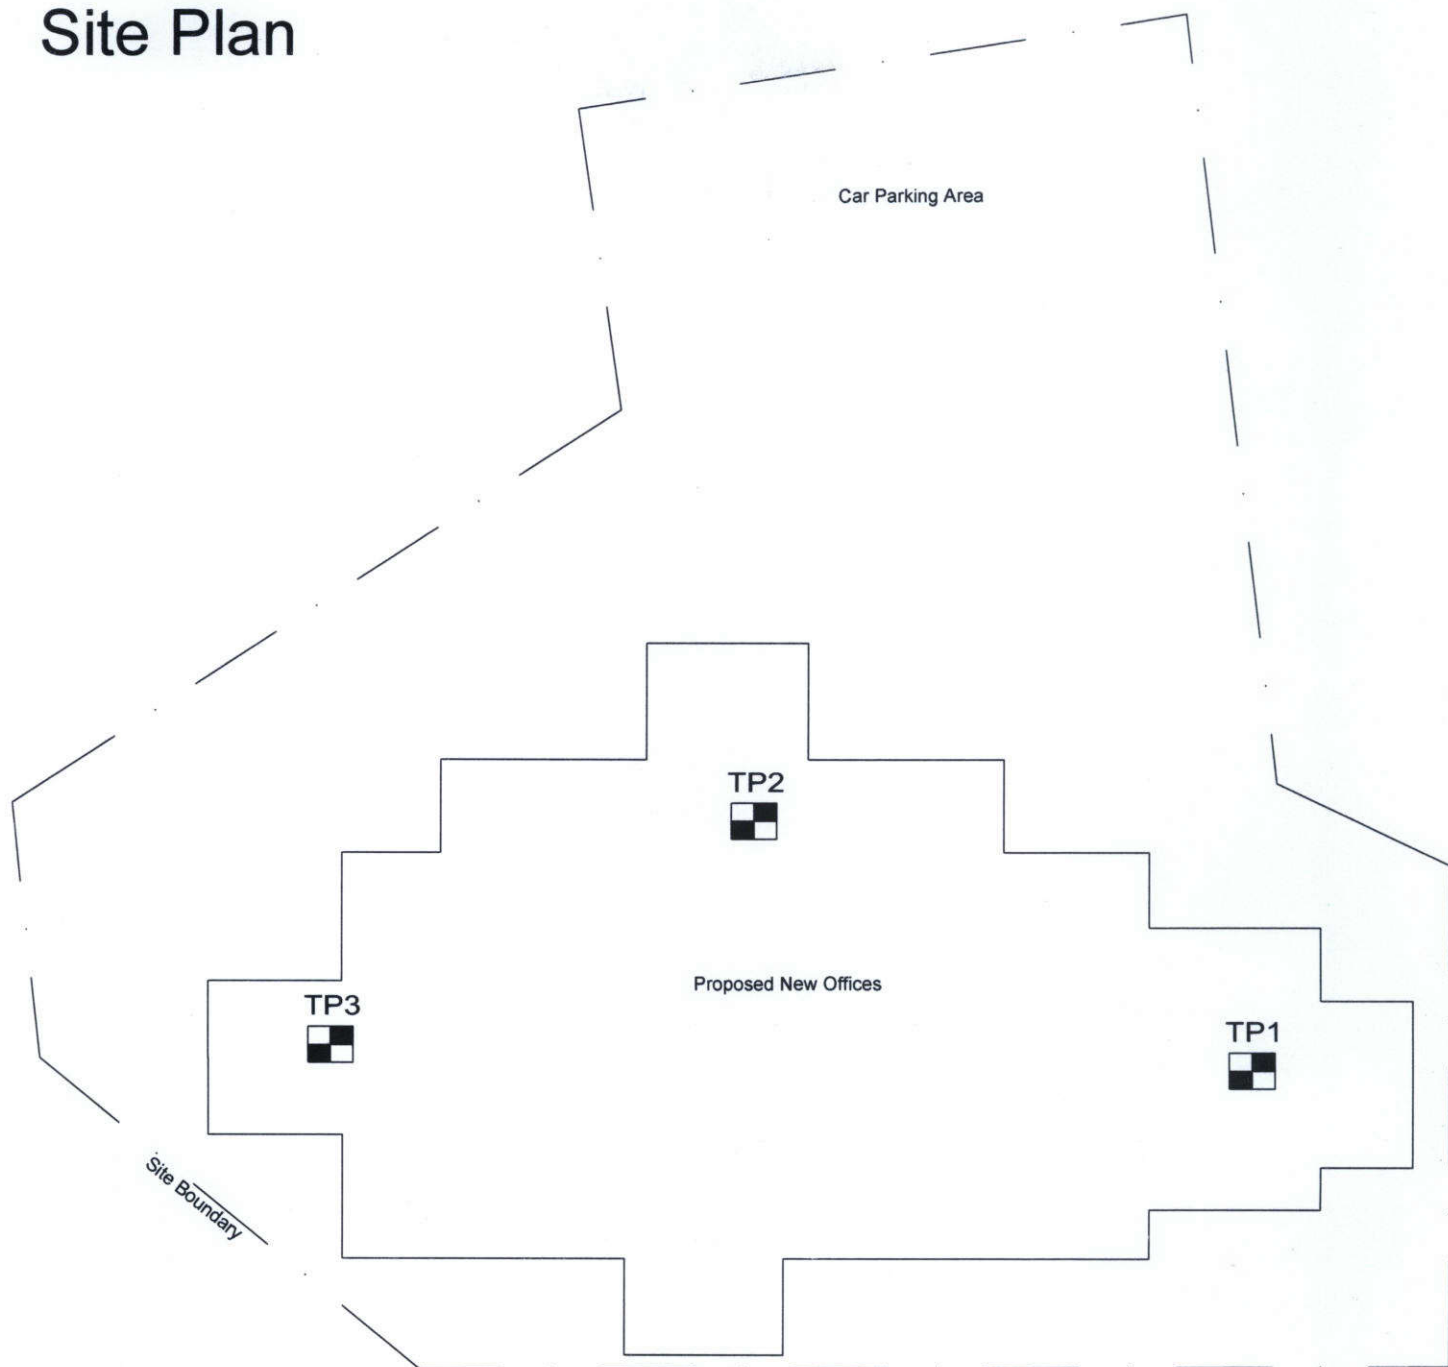 Site Plan
Car Parking Area
TP2
Proposed New Offices
TP3
TP1
Site Boundary